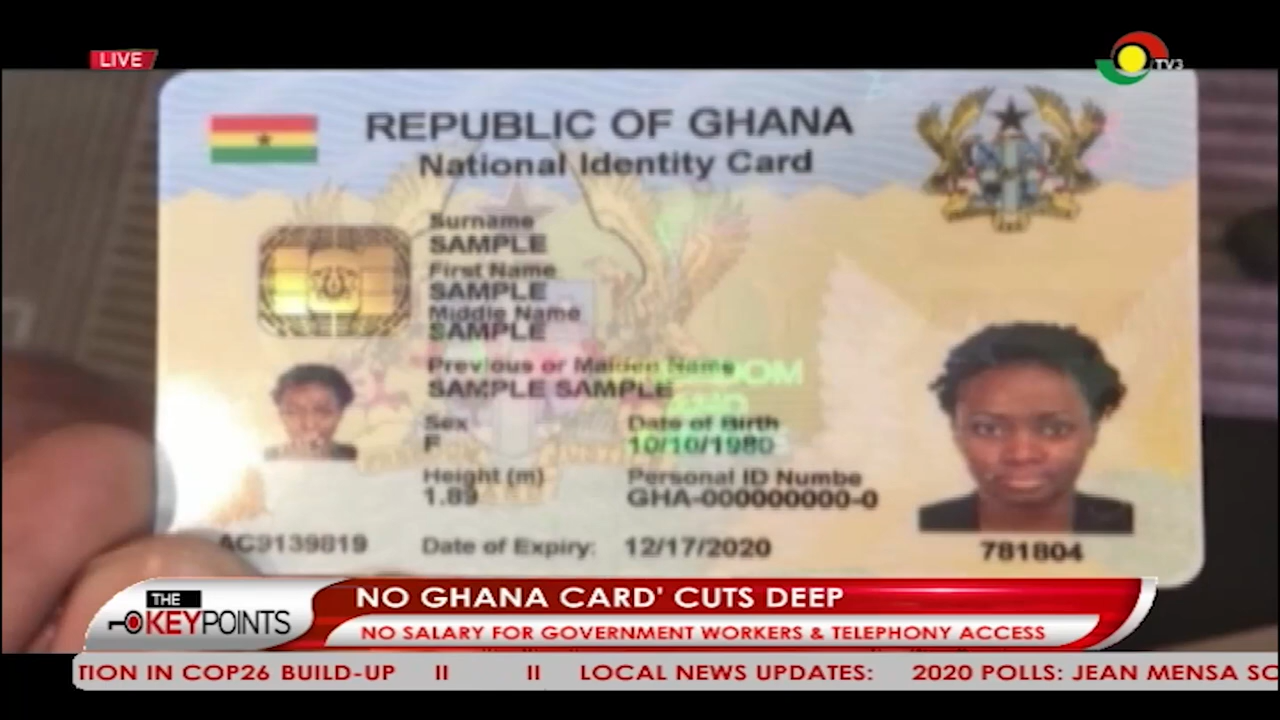 LIVE
TV3
REPUBLIC OF GHANA
National Identity Card
Surname
SAMPLE
First Name
SAMPLE
Middle Name
SAMPLE
Previous or Maiden Name
SAMPLE SAMPLE
Sex
F
Date of Birth
10/10/1980
Height (m)
1.89
Personal ID Numbe
GHA-000000000-0
AC9139819
Date of Expiry:
12/17/2020
781804
THE
KEYPOINTS
NO GHANA CARD' CUTS DEEP
NO SALARY FOR GOVERNMENT WORKERS & TELEPHONY ACCESS
TION IN COP26 BUILD-UP II II LOCAL NEWS UPDATES: 2020 POLLS: JEAN MENSA SC